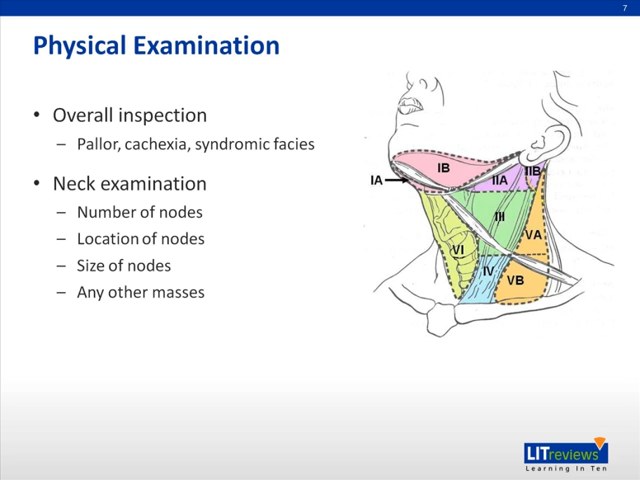 7
Physical Examination
• Overall inspection
– Pallor, cachexia, syndromic facies
• Neck examination
– Number of nodes
– Location of nodes
– Size of nodes
– Any other masses
IB
IA
IIA
IIB
III
VA
VI
IV
VB
LITreviews
Learning In Ten